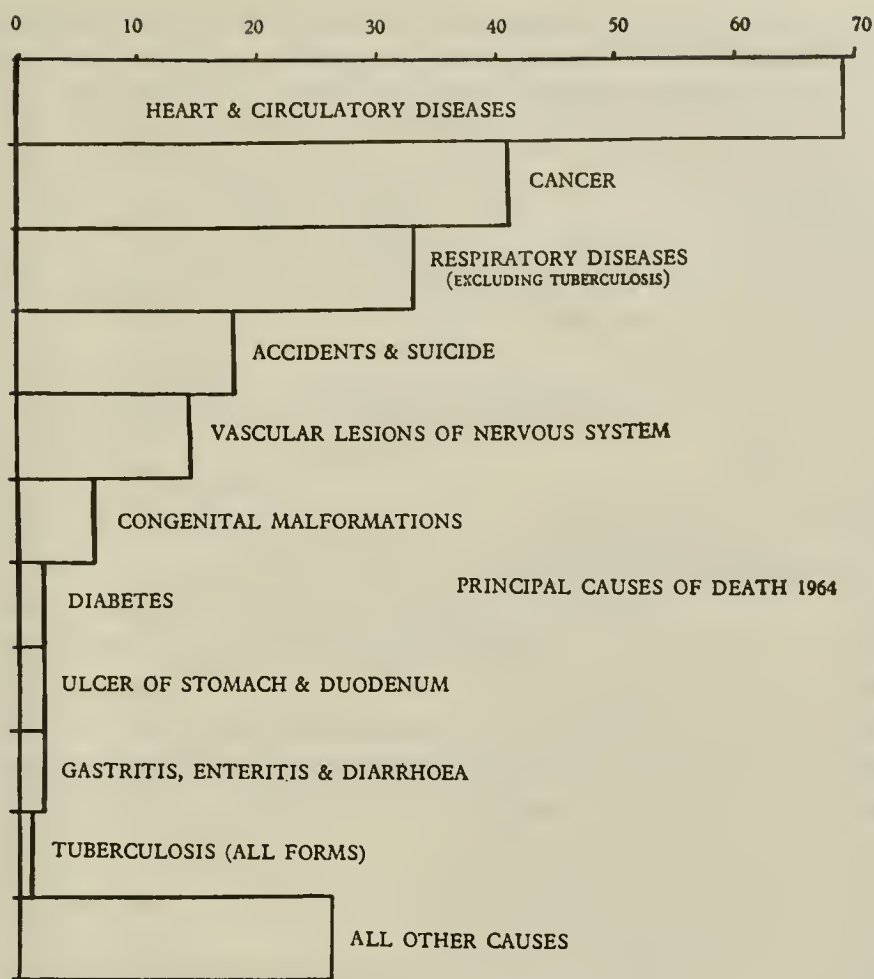 0 10 20 30 40 50 60 70
HEART & CIRCULATORY DISEASES
CANCER
RESPIRATORY DISEASES
(EXCLUDING TUBERCULOSIS)
ACCIDENTS & SUICIDE
VASCULAR LESIONS OF NERVOUS SYSTEM
CONGENITAL MALFORMATIONS
DIABETES
PRINCIPAL CAUSES OF DEATH 1964
ULCER OF STOMACH & DUODENUM
GASTRITIS, ENTERITIS & DIARRHOEA
TUBERCULOSIS (ALL FORMS)
ALL OTHER CAUSES